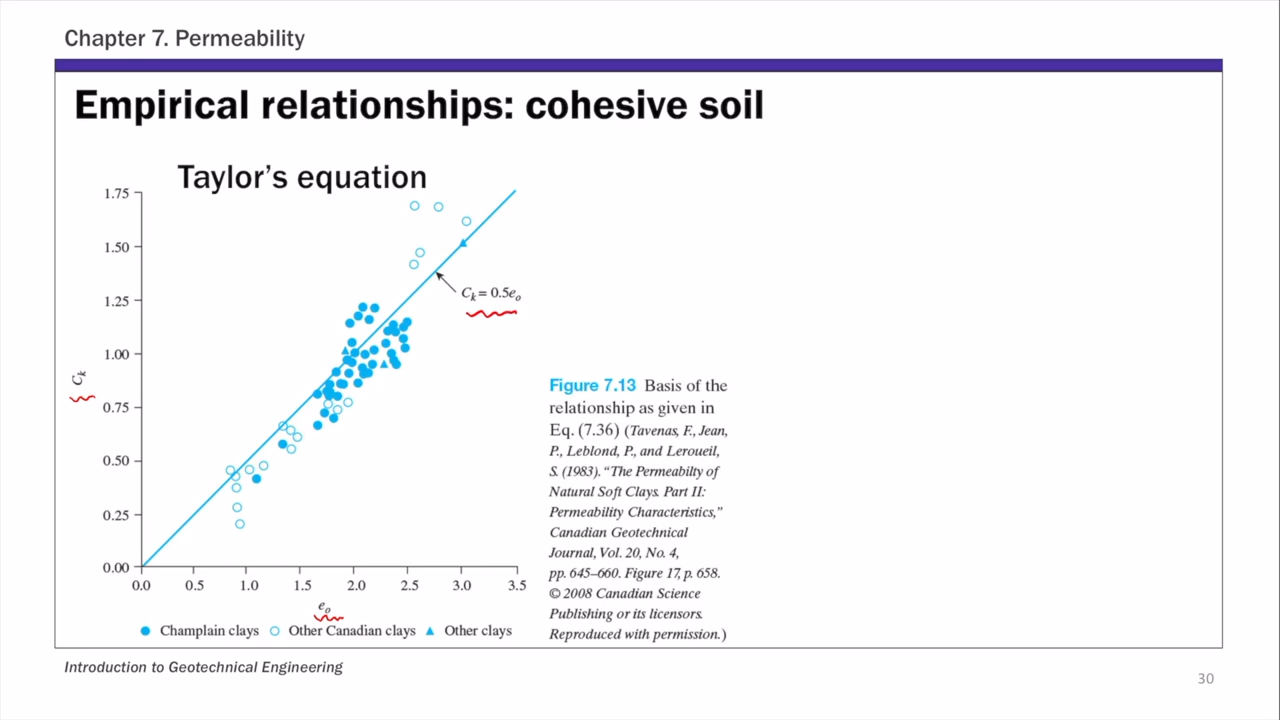 Chapter 7. Permeability
Empirical relationships: cohesive soil
Taylor's equation
1.75
1.50
1.25
1.00
0.75
0.50
0.25
0.00
Cₖ
Cₖ = 0.5eₒ
0.0 0.5 1.0 1.5 2.0 2.5 3.0 3.5
eₒ
Champlain clays Other Canadian clays Other clays
Figure 7.13 Basis of the
relationship as given in
Eq. (7.36) (Tavenas, F., Jean,
P., Leblond, P., and Leroueil,
S. (1983). “The Permeabilty of
Natural Soft Clays. Part II:
Permeability Characteristics,”
Canadian Geotechnical
Journal, Vol. 20, No. 4,
pp. 645–660. Figure 17, p. 658.
© 2008 Canadian Science
Publishing or its licensors.
Reproduced with permission.)
Introduction to Geotechnical Engineering
30